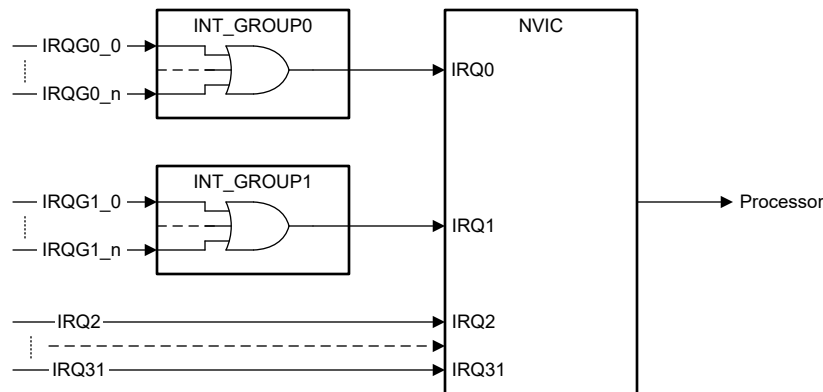 INT_GROUP0
NVIC
IRQG0_0
IRQ0
IRQG0_n
INT_GROUP1
IRQG1_0
Processor
IRQ1
IRQG1_n
IRQ2
IRQ2
IRQ31
IRQ31